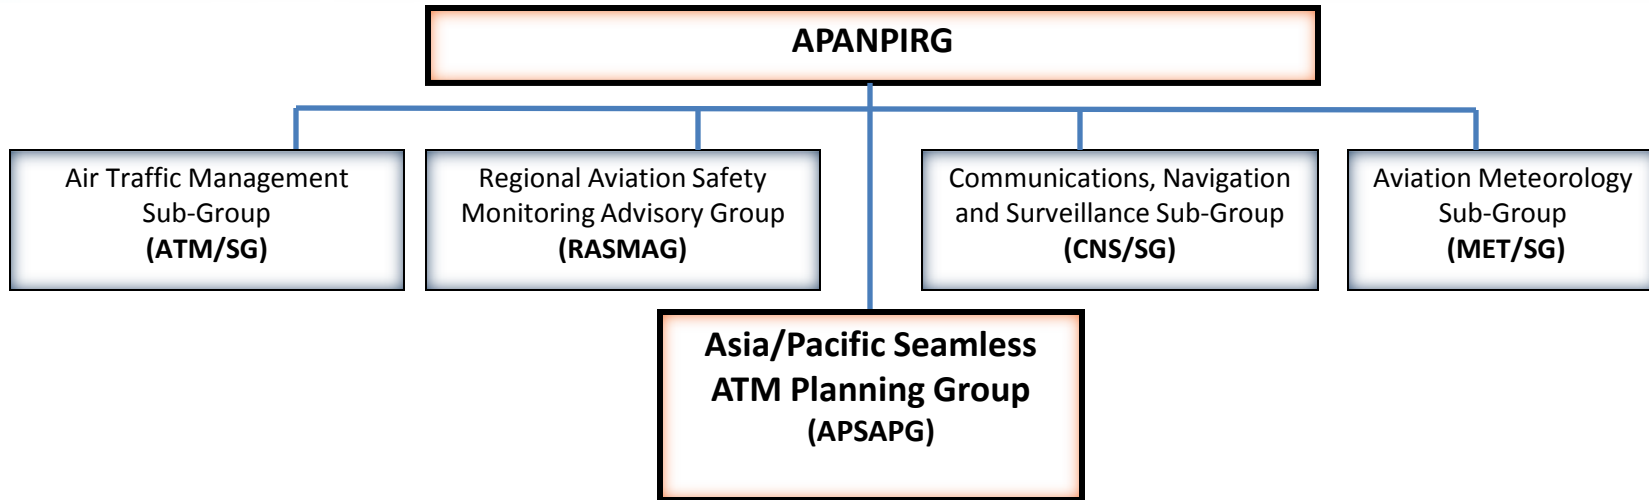 APANPIRG
Air Traffic Management
Sub-Group
(ATM/SG)
Regional Aviation Safety
Monitoring Advisory Group
(RASMAG)
Communications, Navigation
and Surveillance Sub-Group
(CNS/SG)
Aviation Meteorology
Sub-Group
(MET/SG)
Asia/Pacific Seamless
ATM Planning Group
(APSAPG)